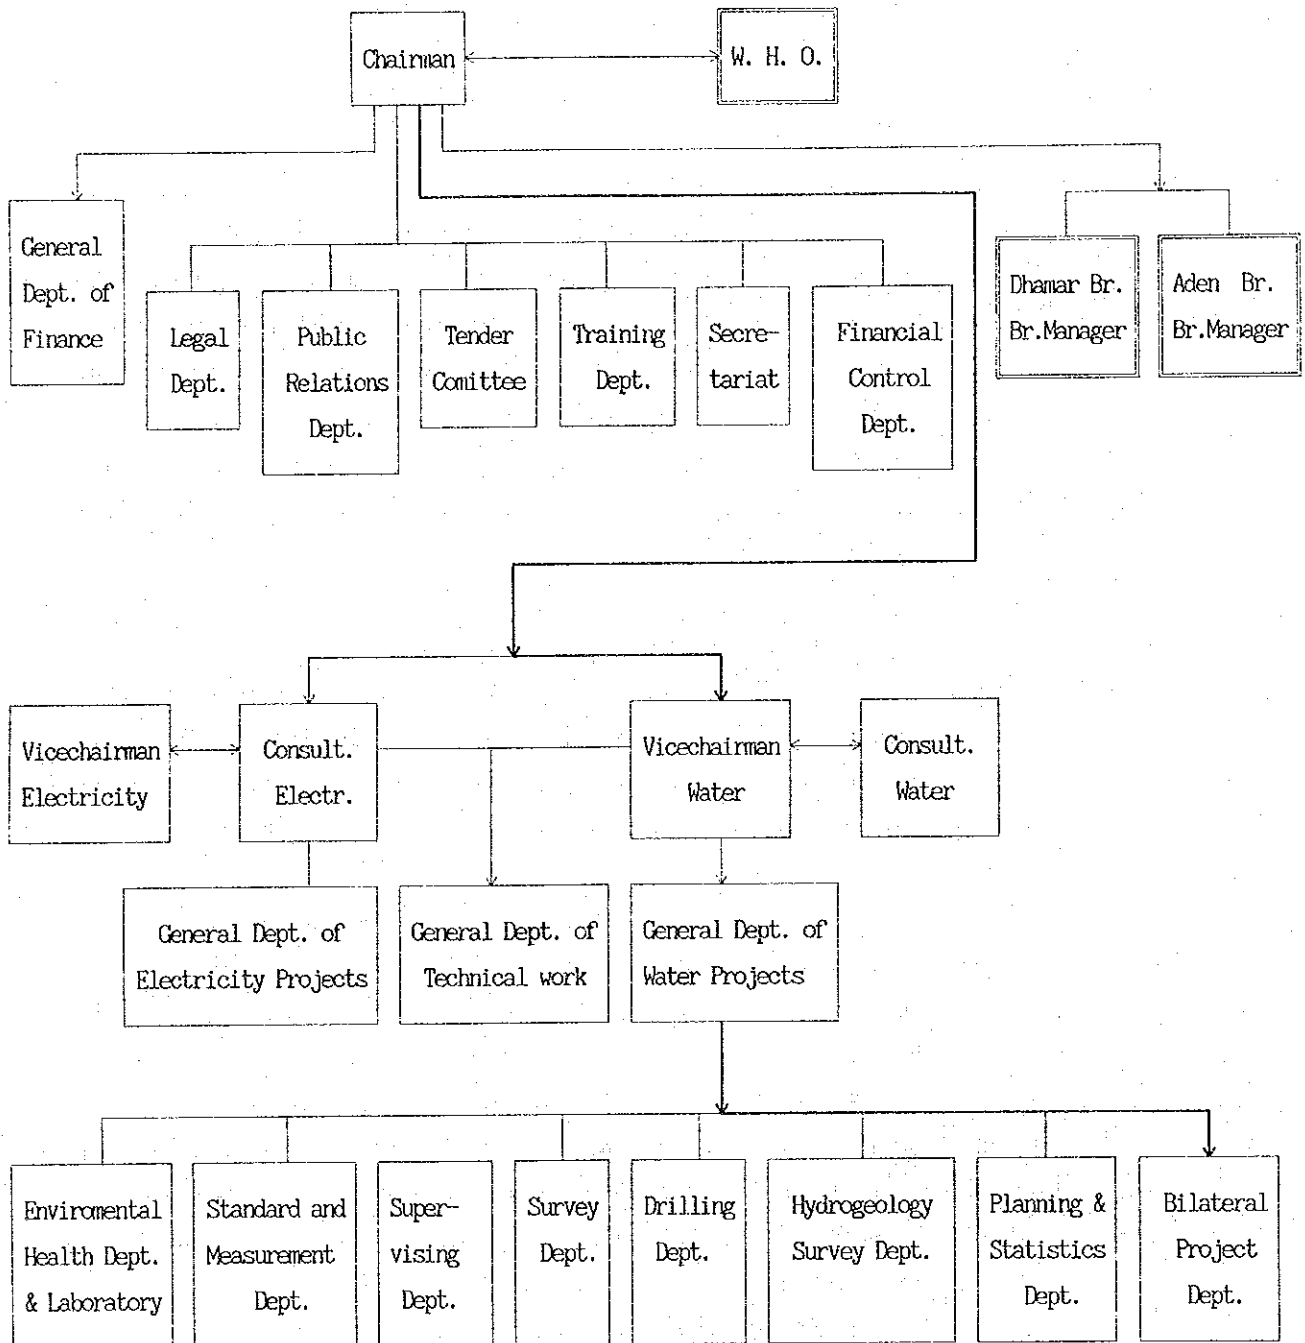 Chairman
W. H. O.
General
Dept. of
Finance
Legal
Dept.
Public
Relations
Dept.
Tender
Comittee
Training
Dept.
Secre-
tariat
Financial
Control
Dept.
Dhamar Br.
Br.Manager
Aden Br.
Br.Manager
Vicechairman
Electricity
Consult.
Electr.
Vicechairman
Water
Consult.
Water
General Dept. of
Electricity Projects
General Dept. of
Technical work
General Dept. of
Water Projects
Enviromental
Health Dept.
& Laboratory
Standard and
Measurement
Dept.
Super-
vising
Dept.
Survey
Dept.
Drilling
Dept.
Hydrogeology
Survey Dept.
Planning &
Statistics
Dept.
Bilateral
Project
Dept.